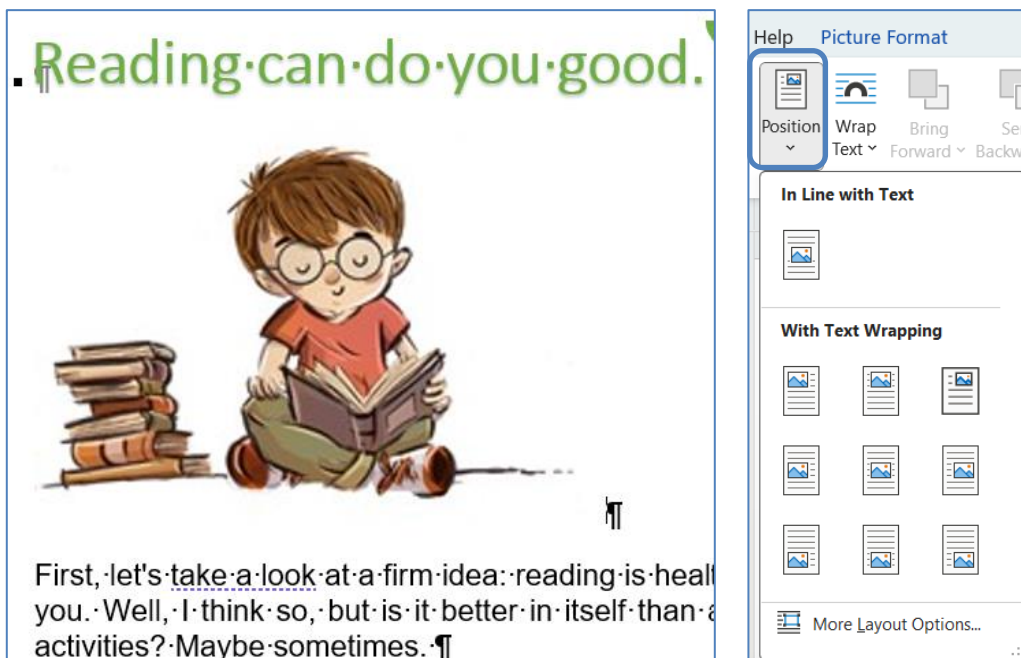 Reading·can·do·you·good.
¶
First,·let's·take·a·look·at·a·firm·idea:·reading·is·healt
you.·Well,·I·think·so,·but·is·it·better·in·itself·than·a
activities?·Maybe·sometimes.·¶
Help Picture Format
Position Wrap Text Bring Forward Se Backw
In Line with Text
With Text Wrapping
More Layout Options...